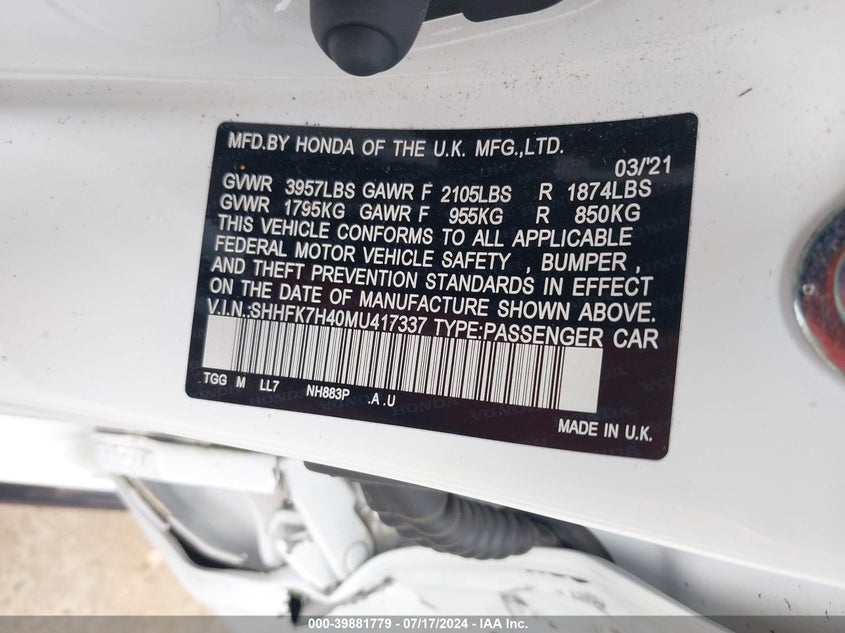 MFD.BY HONDA OF THE U.K. MFG.,LTD.
03/'21
GVWR 3957LBS GAWR F 2105LBS R 1874LBS
GVWR 1795KG GAWR F 955KG R 850KG
THIS VEHICLE CONFORMS TO ALL APPLICABLE
FEDERAL MOTOR VEHICLE SAFETY , BUMPER ,
AND THEFT PREVENTION STANDARDS IN EFFECT
ON THE DATE OF MANUFACTURE SHOWN ABOVE.
V.I.N.:SHHFK7H40MU417337 TYPE:PASSENGER CAR
TGG M LL7 NH883P .A .U
MADE IN U.K.
000-39881779 - 07/17/2024 - IAA Inc.